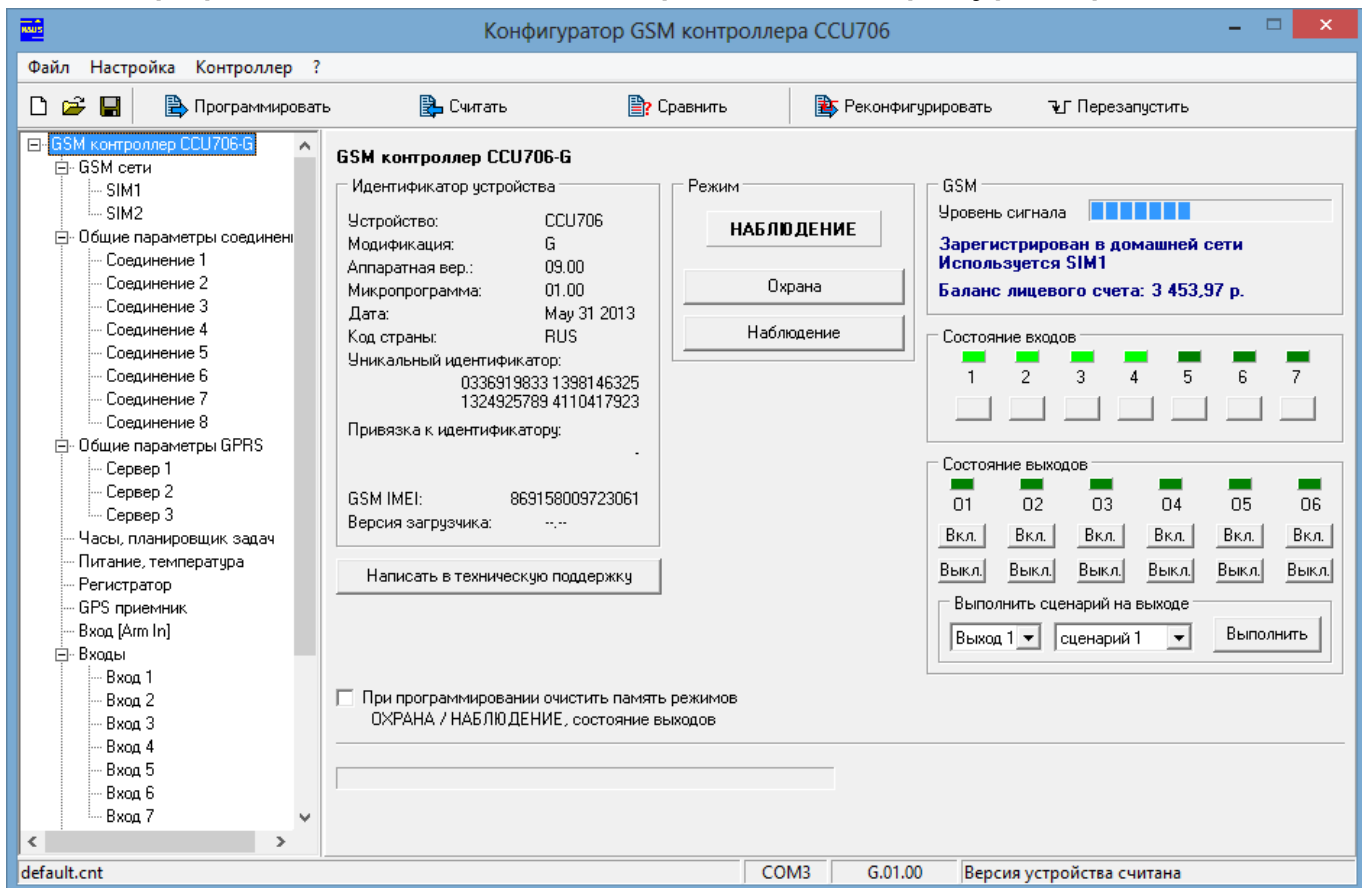 Конфигуратор GSM контроллера CCU706
Файл Настройка Контроллер ?
Программировать Считать Сравнить Реконфигурировать Перезапустить
GSM контроллер CCU706-G
GSM сети
SIM1
SIM2
Общие параметры соединени
Соединение 1
Соединение 2
Соединение 3
Соединение 4
Соединение 5
Соединение 6
Соединение 7
Соединение 8
Общие параметры GPRS
Сервер 1
Сервер 2
Сервер 3
Часы, планировщик задач
Питание, температура
Регистратор
GPS приемник
Вход [Arm In]
Входы
Вход 1
Вход 2
Вход 3
Вход 4
Вход 5
Вход 6
Вход 7
GSM контроллер CCU706-G
Идентификатор устройства
Устройство: CCU706
Модификация: G
Аппаратная вер.: 09.00
Микропрограмма: 01.00
Дата: May 31 2013
Код страны: RUS
Уникальный идентификатор:
0336919833 1398146325
1324925789 4110417923
Привязка к идентификатору:
-
GSM IMEI: 869158009723061
Версия загрузчика: --.--
Написать в техническую поддержку
Режим
НАБЛЮДЕНИЕ
Охрана
Наблюдение
GSM
Уровень сигнала
Зарегистрирован в домашней сети
Используется SIM1
Баланс лицевого счета: 3 453,97 р.
Состояние входов
1 2 3 4 5 6 7
Состояние выходов
O1 O2 O3 O4 O5 O6
Вкл. Вкл. Вкл. Вкл. Вкл. Вкл.
Выкл. Выкл. Выкл. Выкл. Выкл. Выкл.
Выполнить сценарий на выходе
Выход 1 сценарий 1 Выполнить
При программировании очистить память режимов
ОХРАНА / НАБЛЮДЕНИЕ, состояние выходов
default.cnt COM3 G.01.00 Версия устройства считана